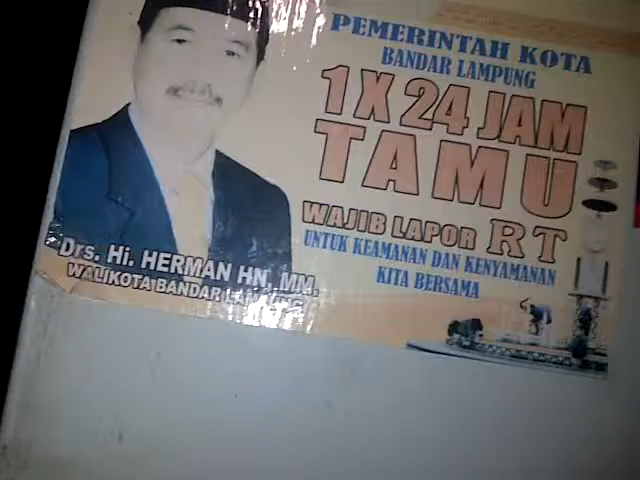 PEMERINTAH KOTA
BANDAR LAMPUNG
1 X 24 JAM
TAMU
WAJIB LAPOR RT
UNTUK KEAMANAN DAN KENYAMANAN
KITA BERSAMA
Drs. Hi. HERMAN HN, MM.
WALIKOTA BANDAR